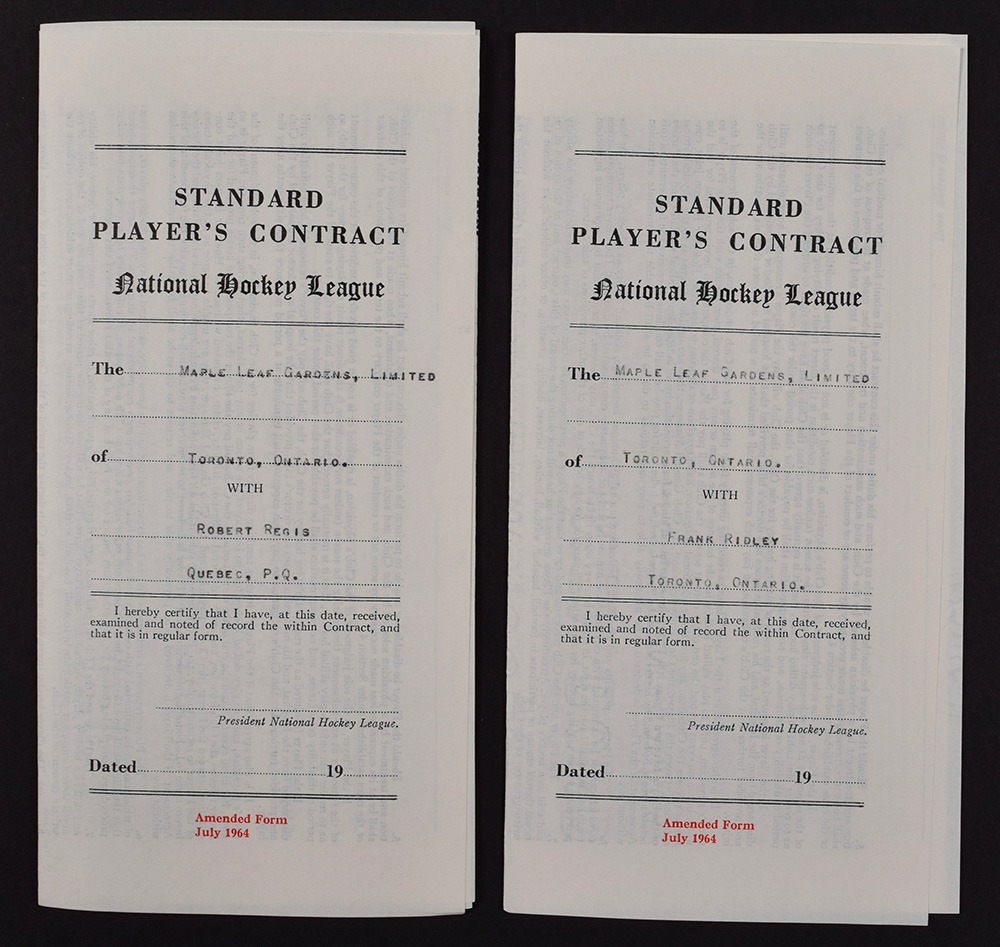 STANDARD
PLAYER'S CONTRACT
National Hockey League
The MAPLE LEAF GARDENS, LIMITED
of TORONTO, ONTARIO.
WITH
ROBERT REGIS
QUEBEC, P.Q.
I hereby certify that I have, at this date, received,
examined and noted of record the within Contract, and
that it is in regular form.
President National Hockey League.
Dated 19
Amended Form
July 1964
STANDARD
PLAYER'S CONTRACT
National Hockey League
The MAPLE LEAF GARDENS, LIMITED
of TORONTO, ONTARIO.
WITH
FRANK RIDLEY
TORONTO, ONTARIO.
I hereby certify that I have, at this date, received,
examined and noted of record the within Contract, and
that it is in regular form.
President National Hockey League.
Dated 19
Amended Form
July 1964